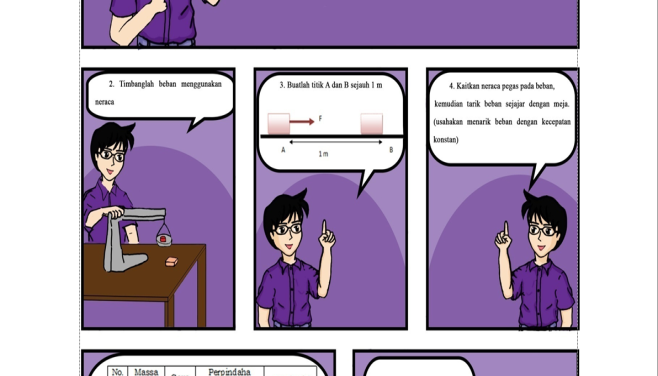 2. Timbanglah beban menggunakan
neraca
3. Buatlah titik A dan B sejauh 1 m
F
A
B
1 m
4. Kaitkan neraca pegas pada beban,
kemudian tarik beban sejajar dengan meja.
(usahakan menarik beban dengan kecepatan
konstan)
No.
Massa
Perpindaha